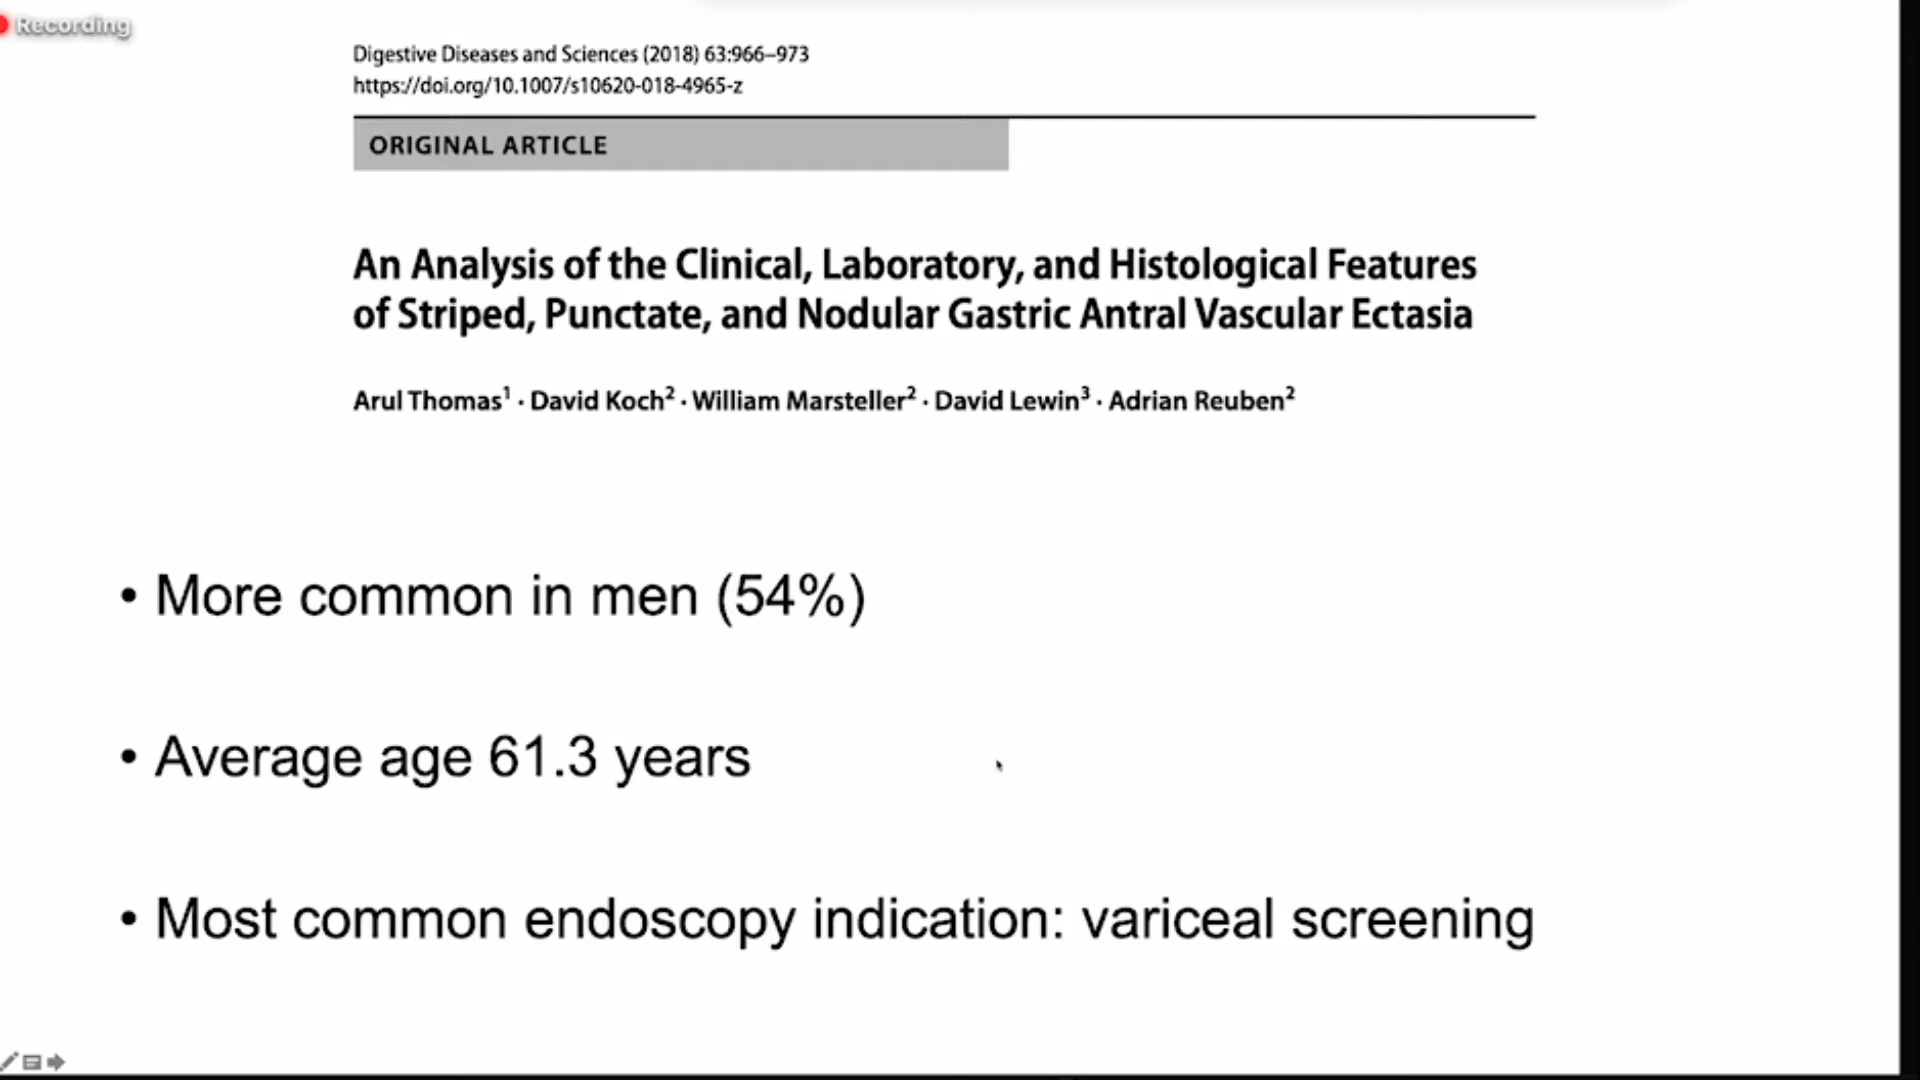 Recording
Digestive Diseases and Sciences (2018) 63:966–973
https://doi.org/10.1007/s10620-018-4965-z
ORIGINAL ARTICLE
An Analysis of the Clinical, Laboratory, and Histological Features
of Striped, Punctate, and Nodular Gastric Antral Vascular Ectasia
Arul Thomas¹ · David Koch² · William Marsteller² · David Lewin³ · Adrian Reuben²
• More common in men (54%)
• Average age 61.3 years
• Most common endoscopy indication: variceal screening